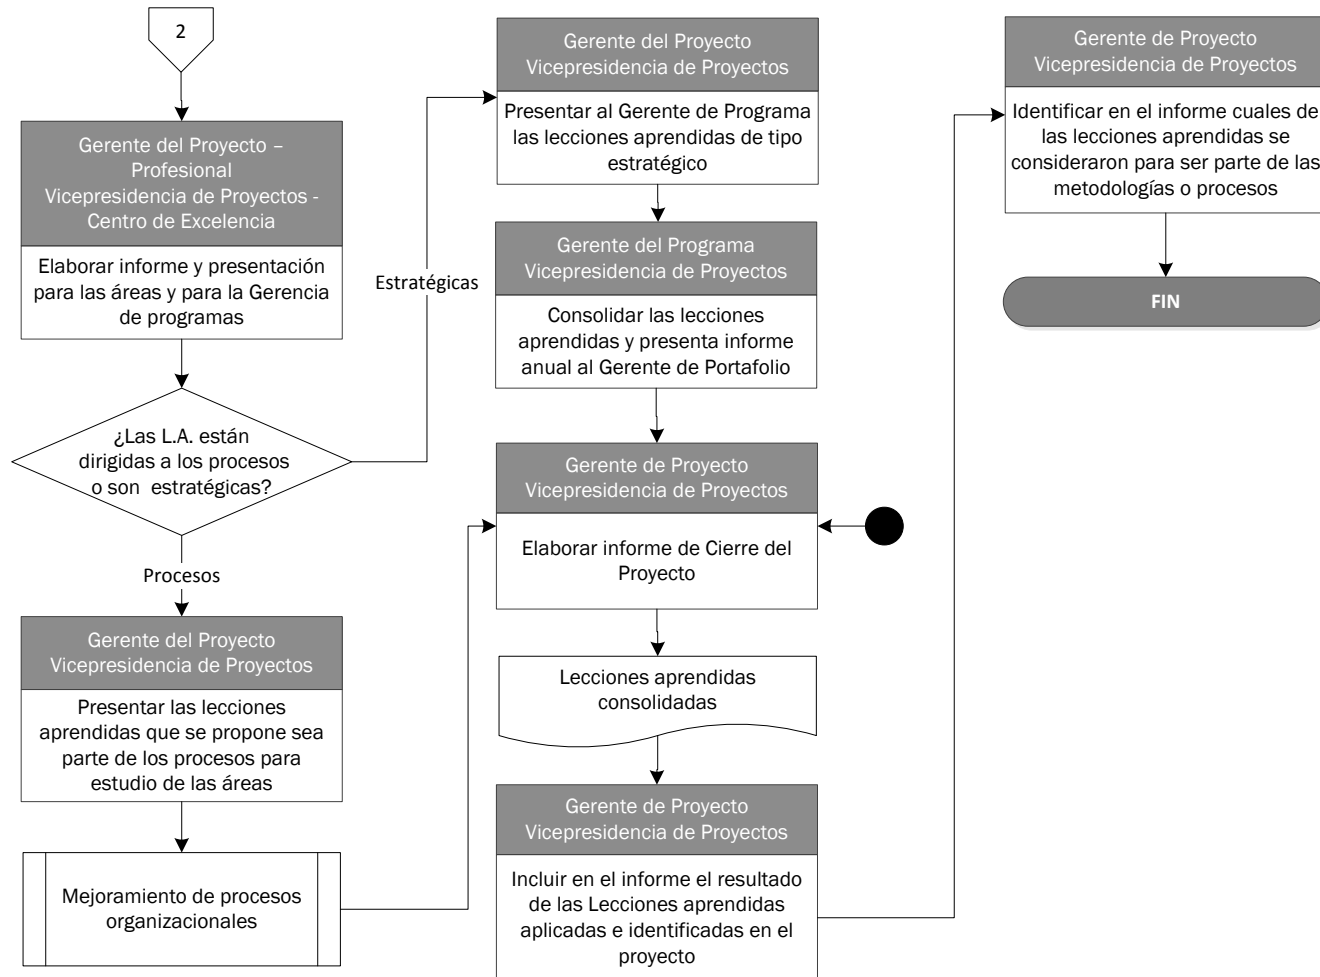 2
Gerente del Proyecto –
Profesional
Vicepresidencia de Proyectos -
Centro de Excelencia
Elaborar informe y presentación
para las áreas y para la Gerencia
de programas
¿Las L.A. están
dirigidas a los procesos
o son estratégicas?
Estratégicas
Procesos
Gerente del Proyecto
Vicepresidencia de Proyectos
Presentar las lecciones
aprendidas que se propone sea
parte de los procesos para
estudio de las áreas
Mejoramiento de procesos
organizacionales
Gerente del Proyecto
Vicepresidencia de Proyectos
Presentar al Gerente de Programa
las lecciones aprendidas de tipo
estratégico
Gerente del Programa
Vicepresidencia de Proyectos
Consolidar las lecciones
aprendidas y presenta informe
anual al Gerente de Portafolio
Gerente de Proyecto
Vicepresidencia de Proyectos
Elaborar informe de Cierre del
Proyecto
Lecciones aprendidas
consolidadas
Gerente de Proyecto
Vicepresidencia de Proyectos
Incluir en el informe el resultado
de las Lecciones aprendidas
aplicadas e identificadas en el
proyecto
Gerente de Proyecto
Vicepresidencia de Proyectos
Identificar en el informe cuales de
las lecciones aprendidas se
consideraron para ser parte de las
metodologías o procesos
FIN